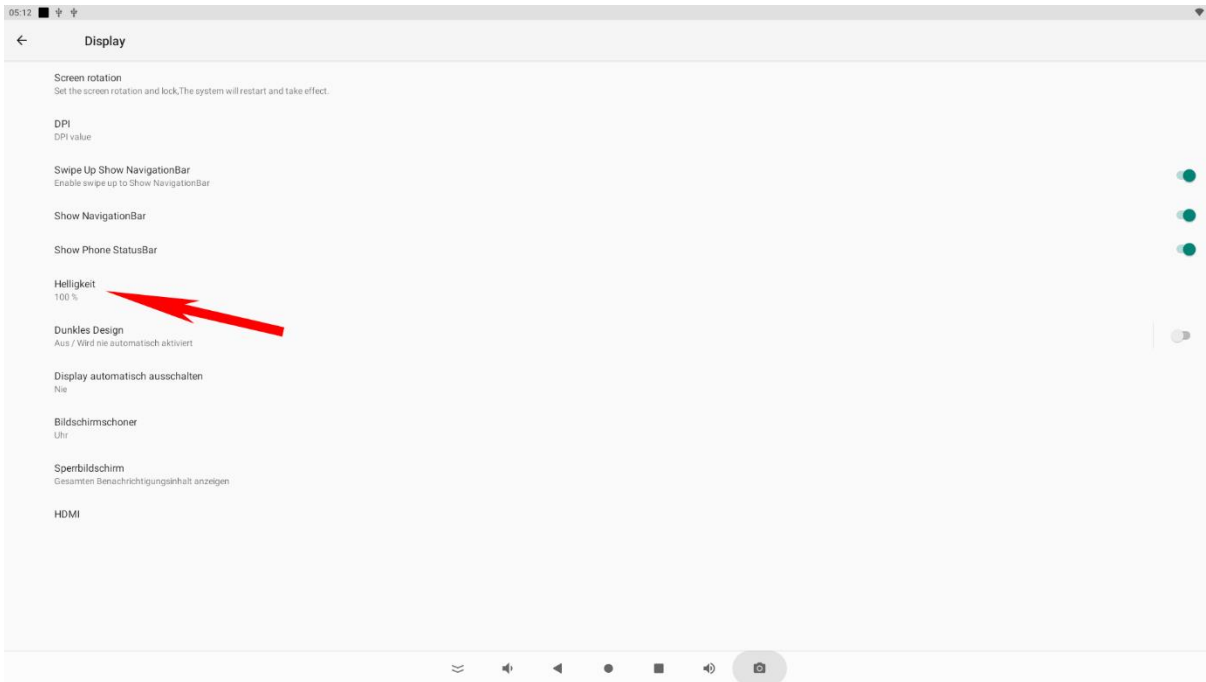 05:12
Display
Screen rotation
Set the screen rotation and lock,The system will restart and take effect.
DPI
DPI value
Swipe Up Show NavigationBar
Enable swipe up to Show NavigationBar
Show NavigationBar
Show Phone StatusBar
Helligkeit
100 %
Dunkles Design
Aus / Wird nie automatisch aktiviert
Display automatisch ausschalten
Nie
Bildschirmschoner
Uhr
Sperrbildschirm
Gesamten Benachrichtigungsinhalt anzeigen
HDMI